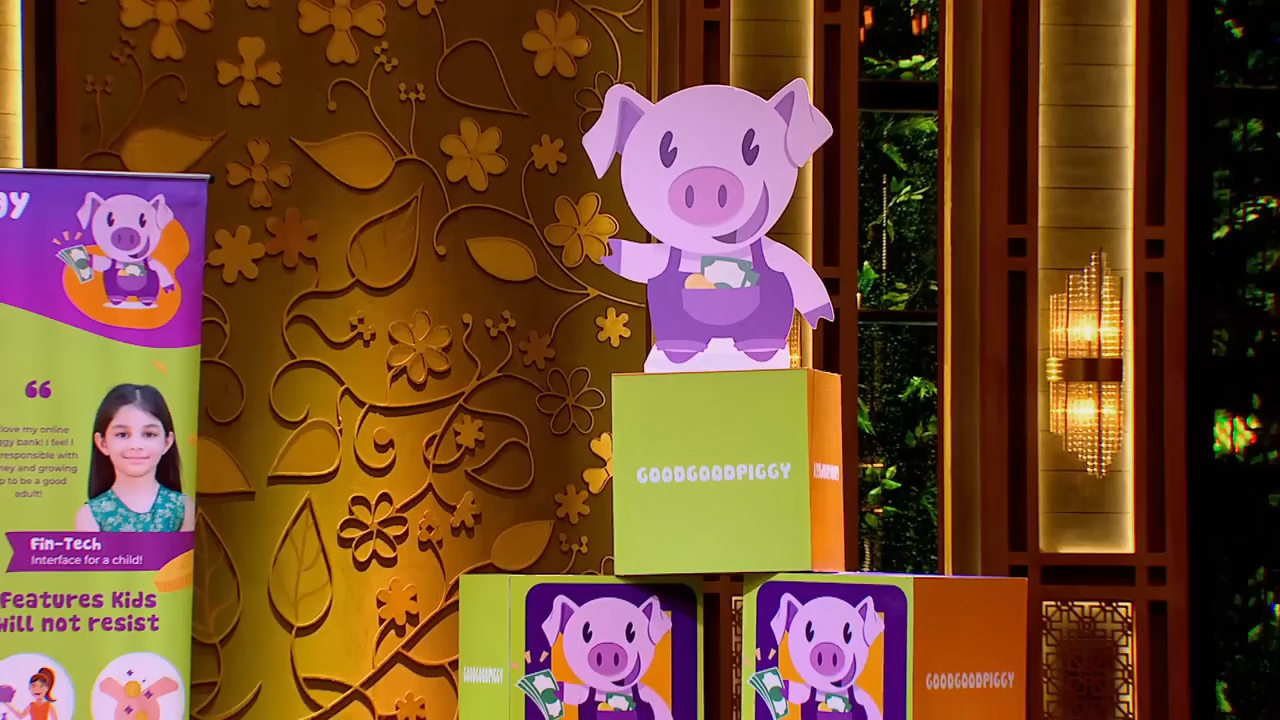 gy
❝
love my online
ggy bank! I feel I
responsible with
ney and growing
p to be a good
adult!
Fin-Tech
Interface for a child!
Features Kids
will not resist
GOODGOODPIGGY
GOODGOODPIGGY
GOODGOODPIGGY